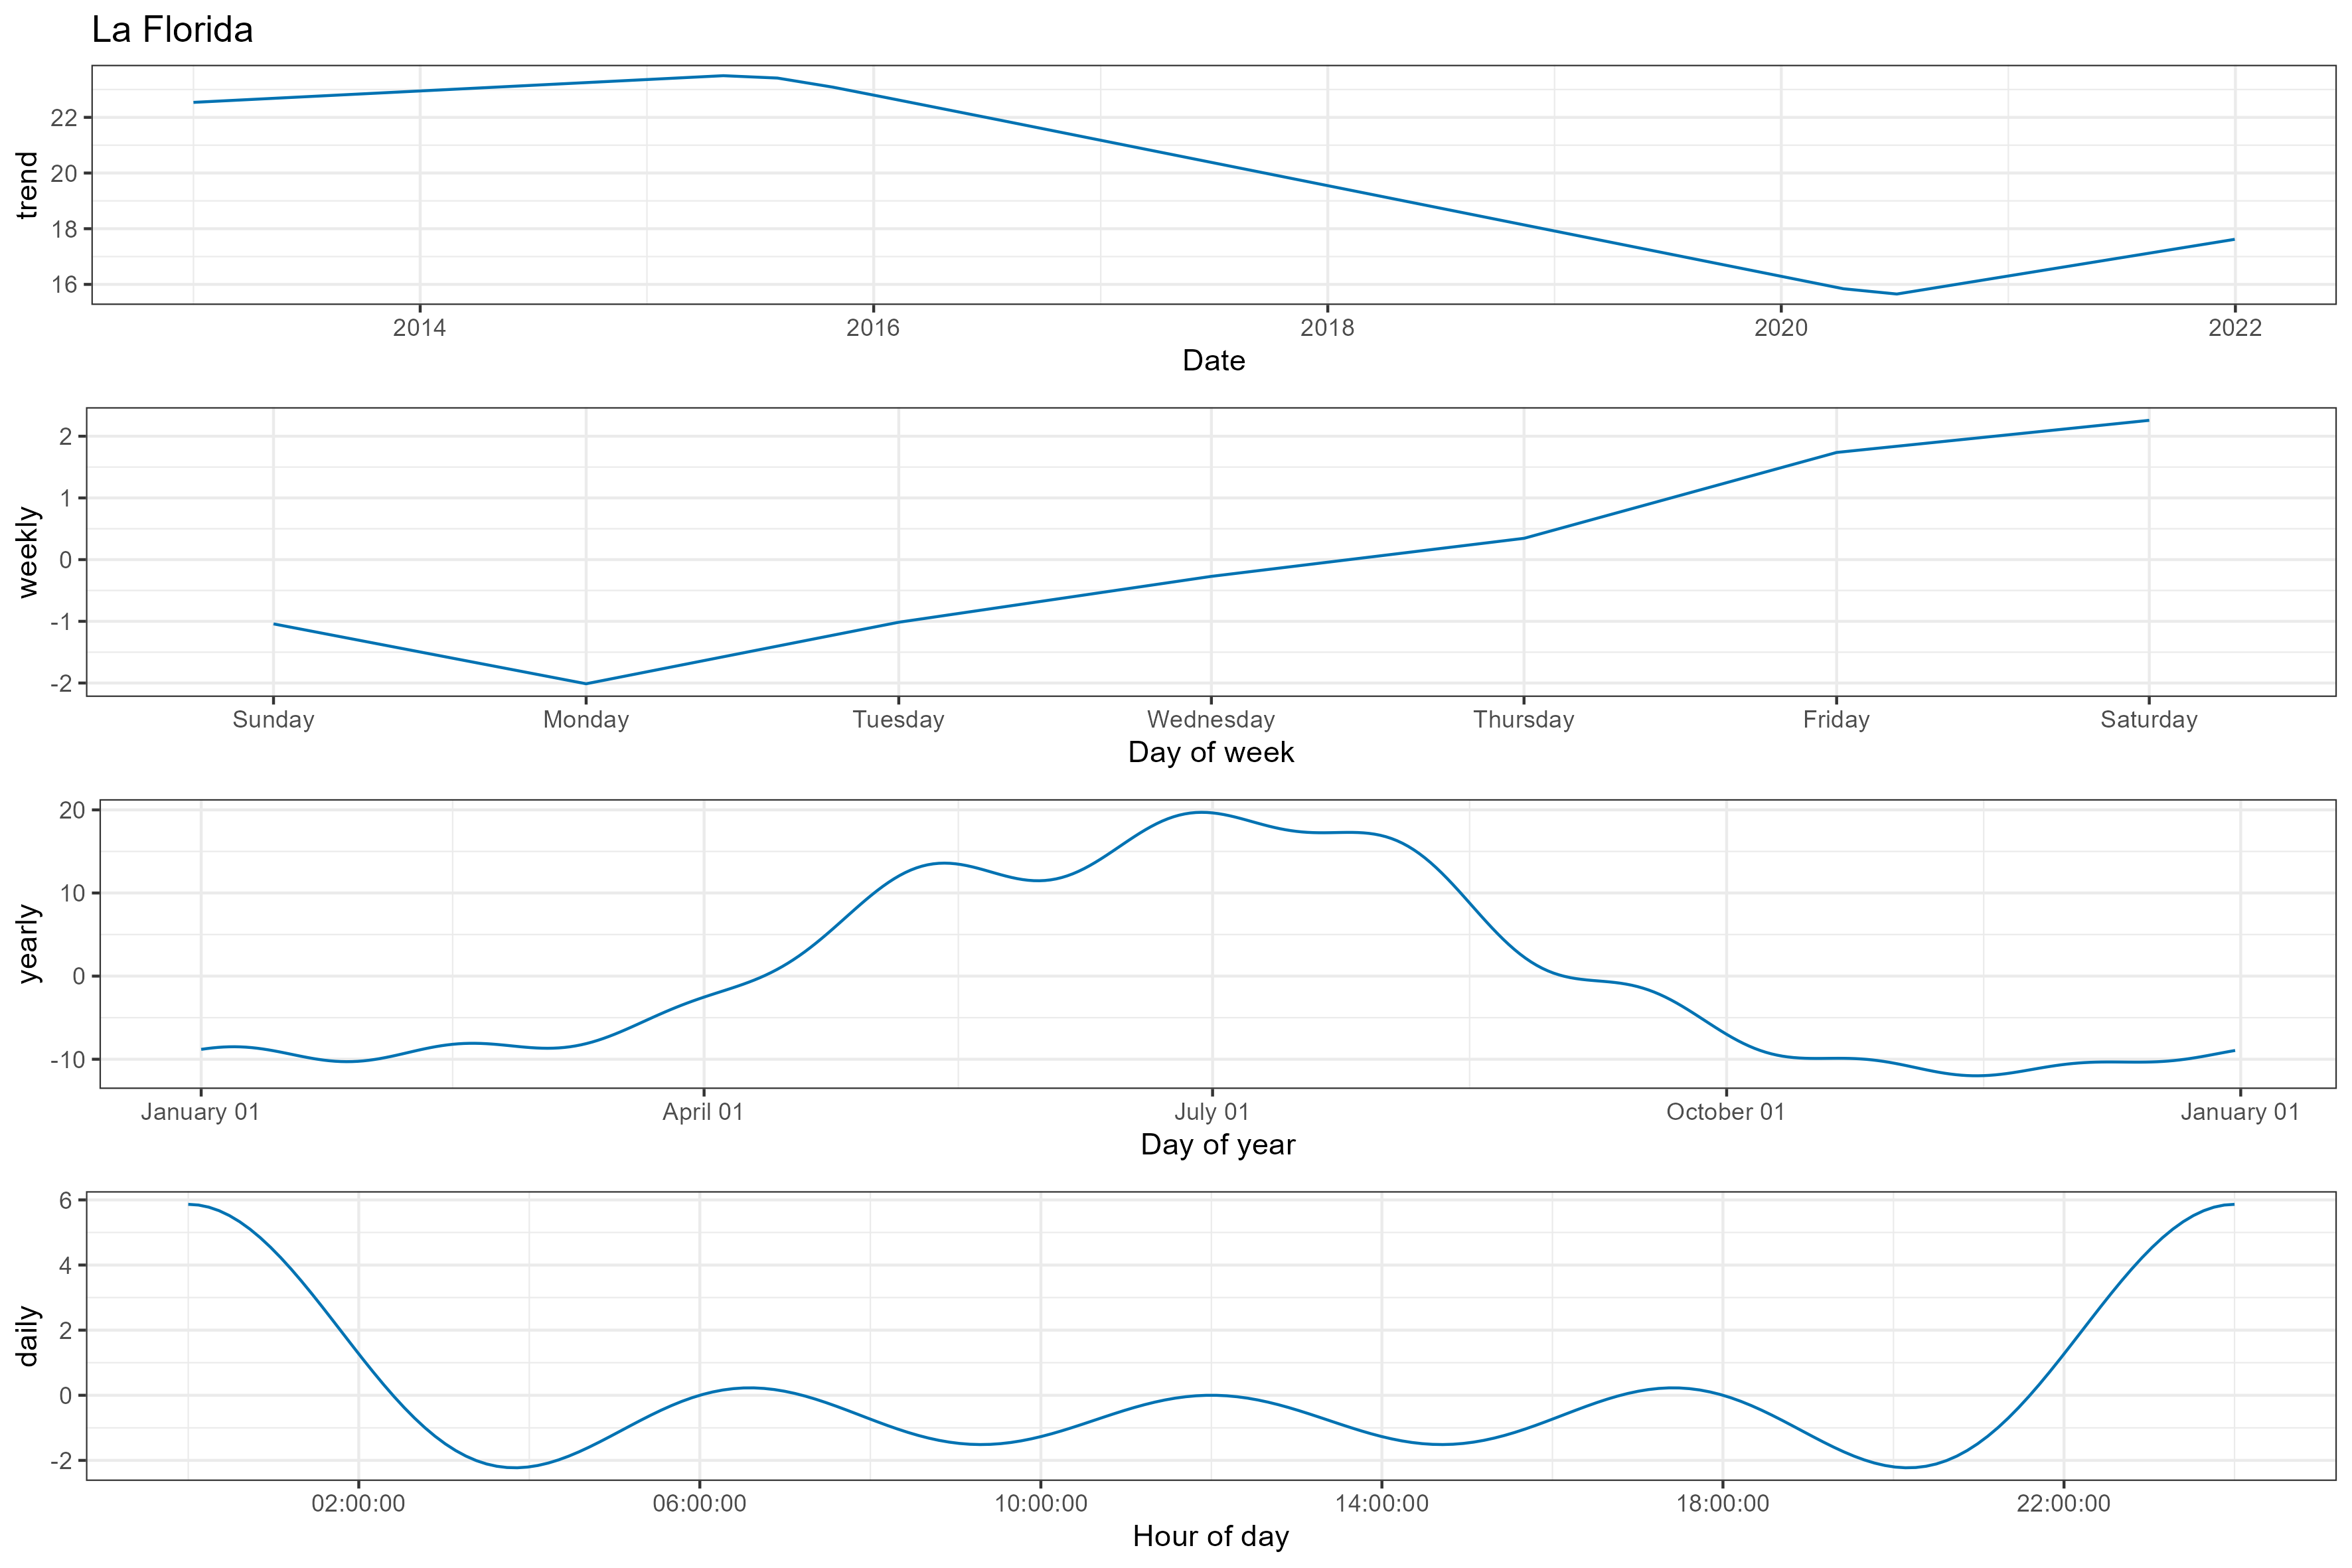 La Florida
trend
22
20
18
16
2014 2016 2018 2020 2022
Date
weekly
2
1
0
-1
-2
Sunday Monday Tuesday Wednesday Thursday Friday Saturday
Day of week
yearly
20
10
0
-10
January 01 April 01 July 01 October 01 January 01
Day of year
daily
6
4
2
0
-2
02:00:00 06:00:00 10:00:00 14:00:00 18:00:00 22:00:00
Hour of day